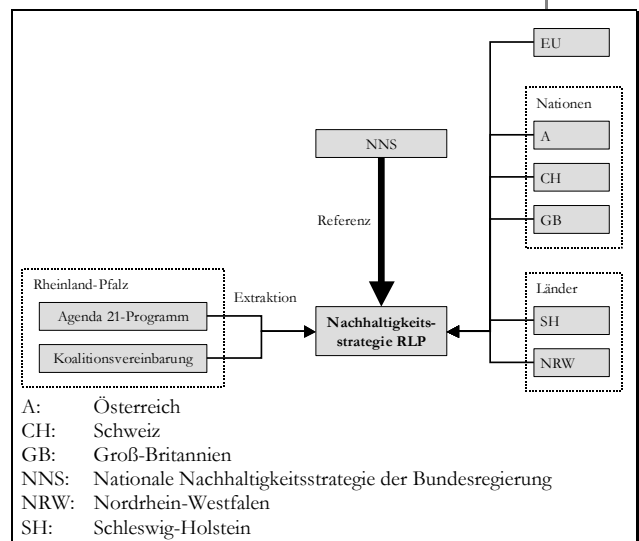 EU
Nationen
A
CH
GB
NNS
Referenz
Rheinland-Pfalz
Agenda 21-Programm
Koalitionsvereinbarung
Extraktion
Nachhaltigkeits-
strategie RLP
Länder
SH
NRW
A: Österreich
CH: Schweiz
GB: Groß-Britannien
NNS: Nationale Nachhaltigkeitsstrategie der Bundesregierung
NRW: Nordrhein-Westfalen
SH: Schleswig-Holstein